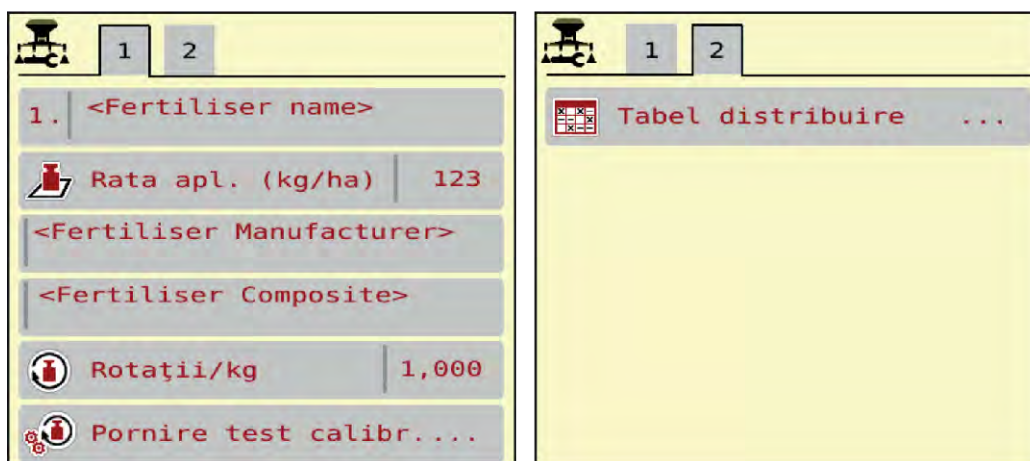 1 2
1. <Fertiliser name>
Rata apl. (kg/ha) 123
<Fertiliser Manufacturer>
<Fertiliser Composite>
Rotaţii/kg 1,000
Pornire test calibr....
1 2
Tabel distribuire ...